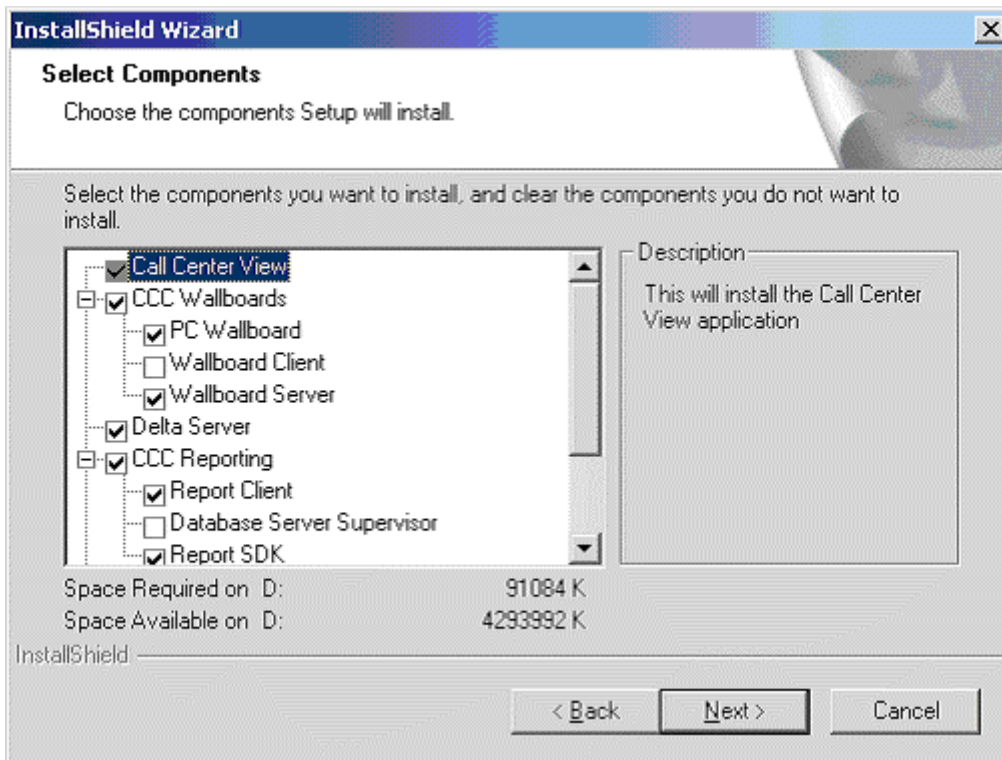 InstallShield Wizard
Select Components
Choose the components Setup will install.
Select the components you want to install, and clear the components you do not want to
install.
Call Center View
CCC Wallboards
PC Wallboard
Wallboard Client
Wallboard Server
Delta Server
CCC Reporting
Report Client
Database Server Supervisor
Report SDK
Description
This will install the Call Center
View application
Space Required on D: 91084 K
Space Available on D: 4293992 K
InstallShield
< Back
Next >
Cancel